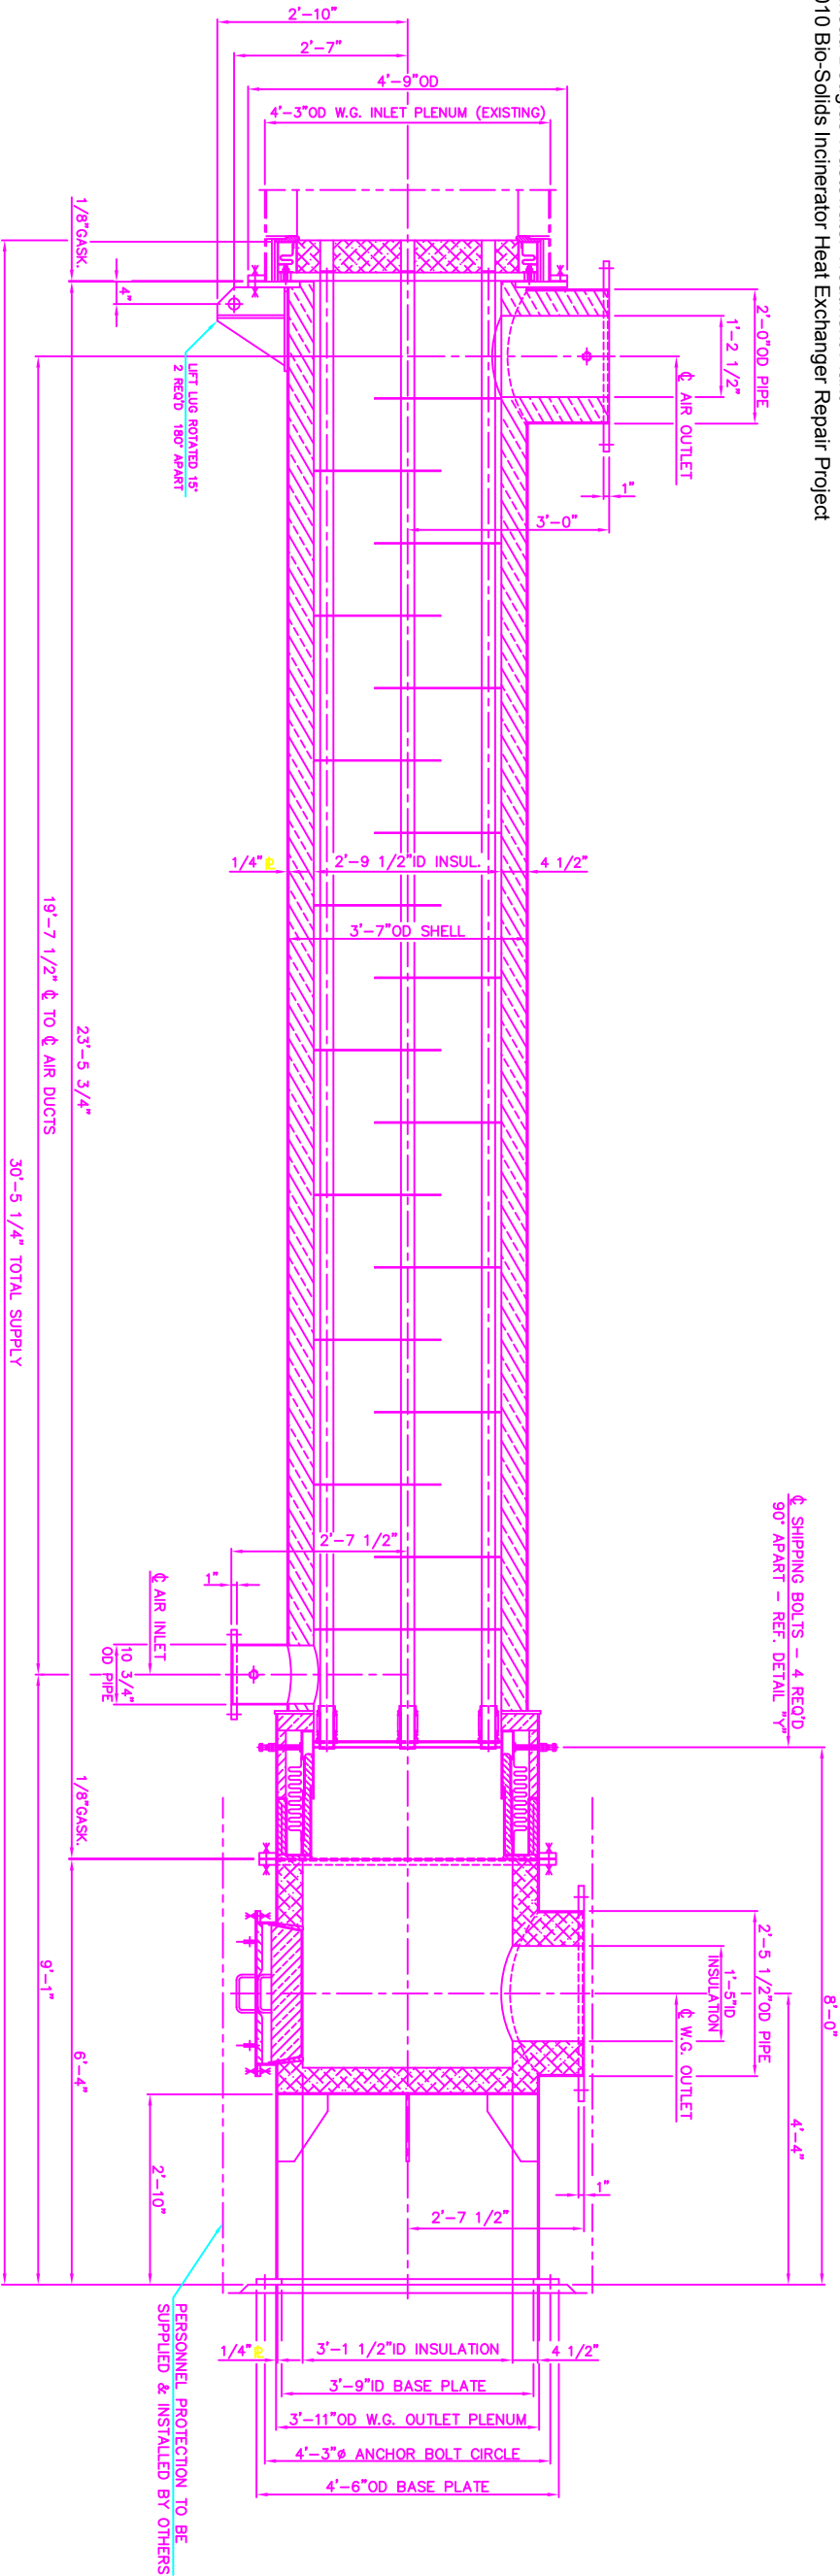 010 Bio-Solids Incinerator Heat Exchanger Repair Project
2'-10"
2'-7"
4'-9"OD
4'-3"OD W.G. INLET PLENUM (EXISTING)
1/8"GASK.
4"
LIFT LUG ROTATED 15°
2 REQ'D 180° APART
2'-0"OD PIPE
1'-2 1/2"
℄ AIR OUTLET
1"
3'-0"
1/4" ⅊
2'-9 1/2"ID INSUL.
4 1/2"
3'-7"OD SHELL
19'-7 1/2" ℄ TO ℄ AIR DUCTS
23'-5 3/4"
30'-5 1/4" TOTAL SUPPLY
℄ SHIPPING BOLTS - 4 REQ'D
90° APART - REF. DETAIL "Y"
2'-7 1/2"
1"
℄ AIR INLET
10 3/4"
OD PIPE
1/8"GASK.
9'-1"
6'-4"
2'-10"
2'-5 1/2"OD PIPE
1'-5"ID
INSULATION
℄ W.G. OUTLET
8'-0"
4'-4"
1"
2'-7 1/2"
1/4" ⅊
3'-1 1/2"ID INSULATION
4 1/2"
3'-9"ID BASE PLATE
3'-11"OD W.G. OUTLET PLENUM
4'-3"ø ANCHOR BOLT CIRCLE
4'-6"OD BASE PLATE
PERSONNEL PROTECTION TO BE
SUPPLIED & INSTALLED BY OTHERS